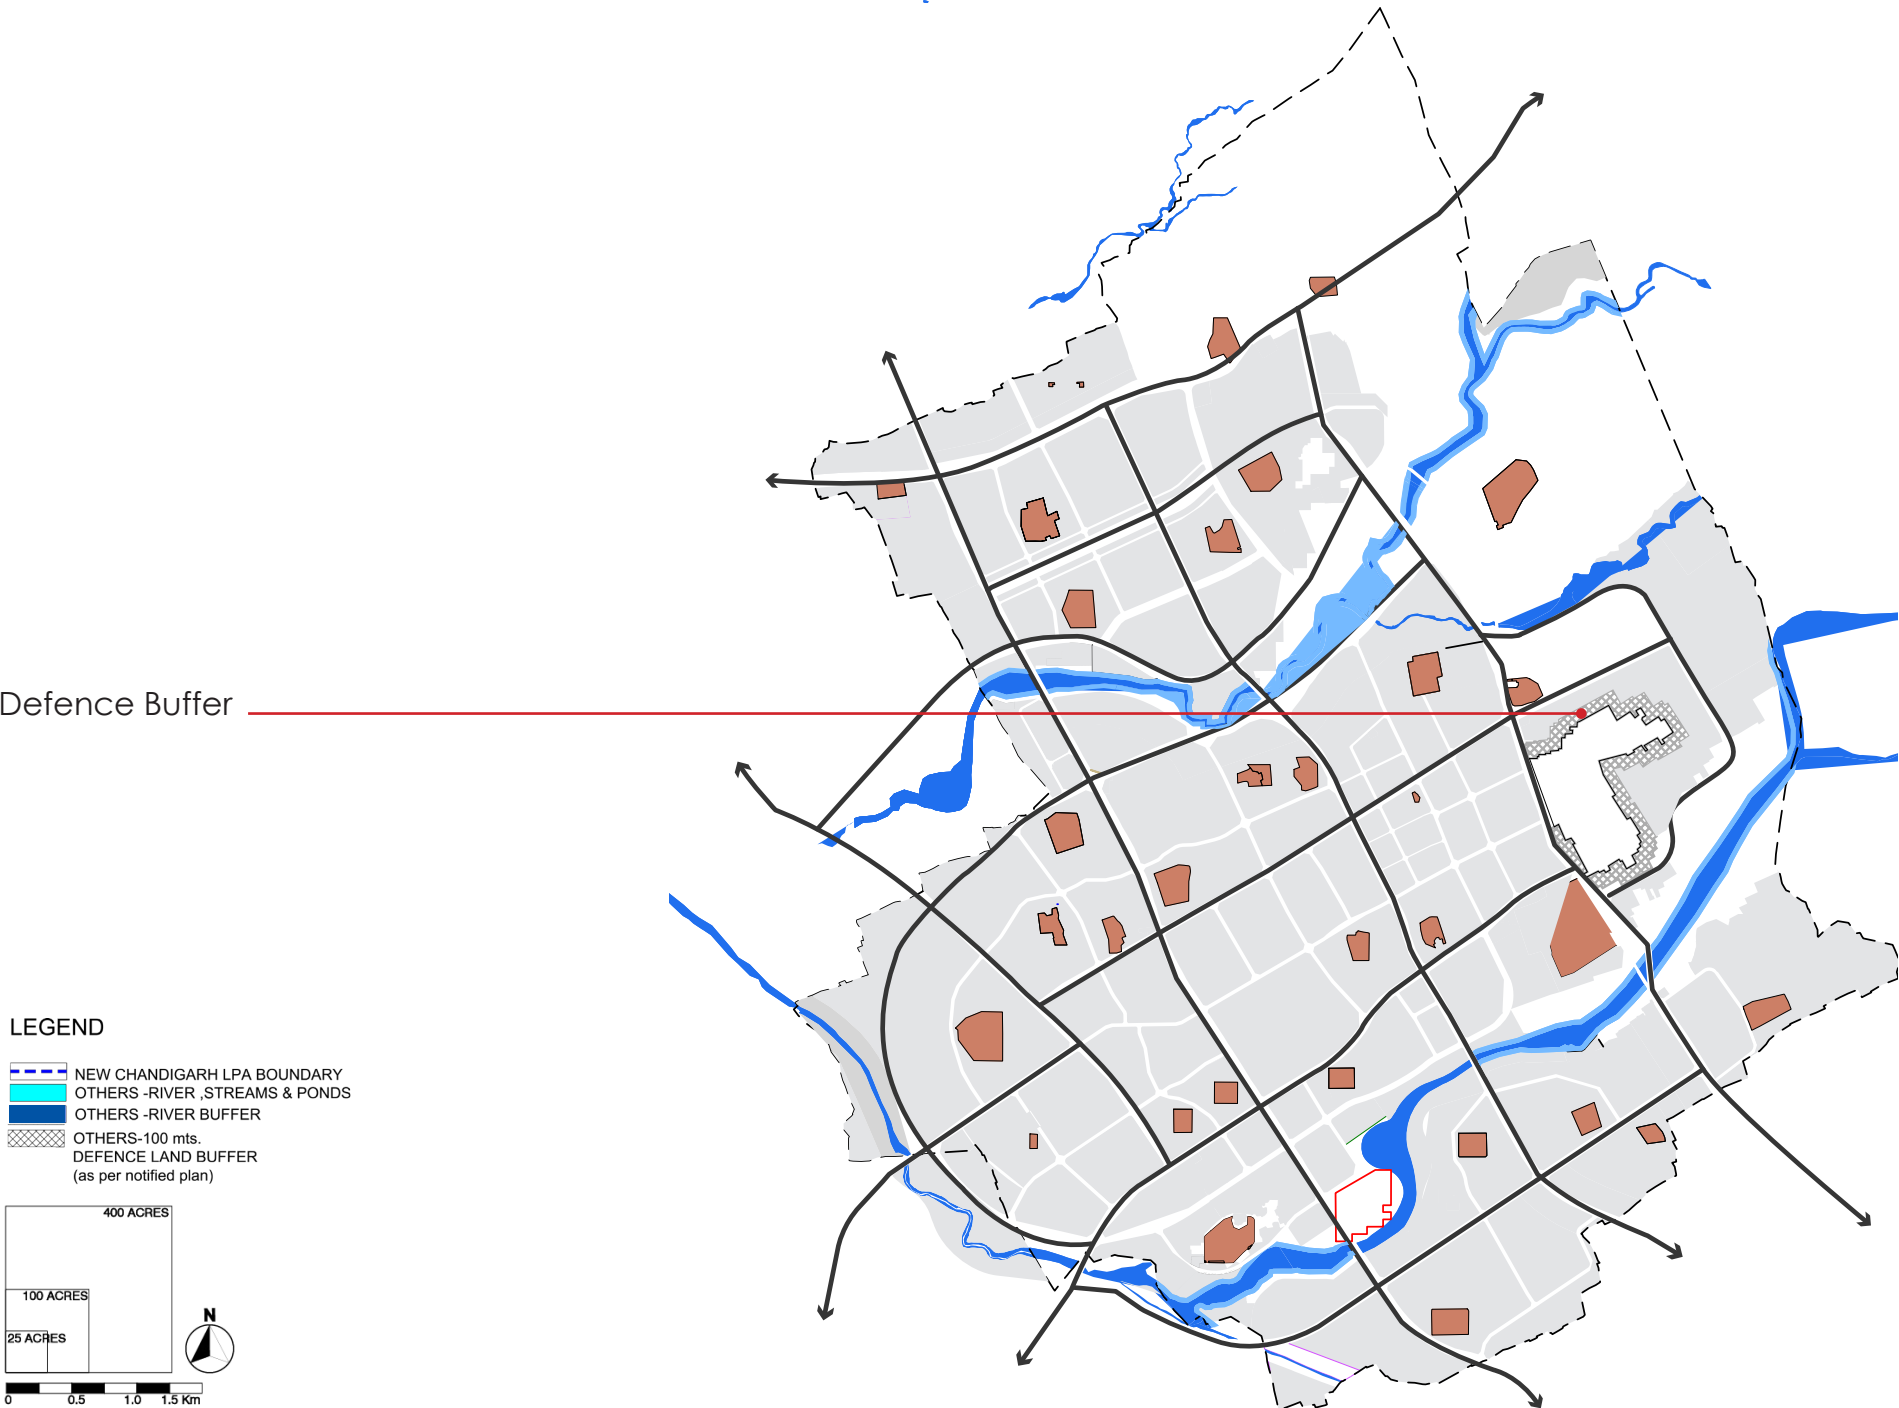 Defence Buffer
LEGEND
NEW CHANDIGARH LPA BOUNDARY
OTHERS -RIVER ,STREAMS & PONDS
OTHERS -RIVER BUFFER
OTHERS-100 mts.
DEFENCE LAND BUFFER
(as per notified plan)
400 ACRES
100 ACRES
25 ACRES
N
0 0.5 1.0 1.5 Km